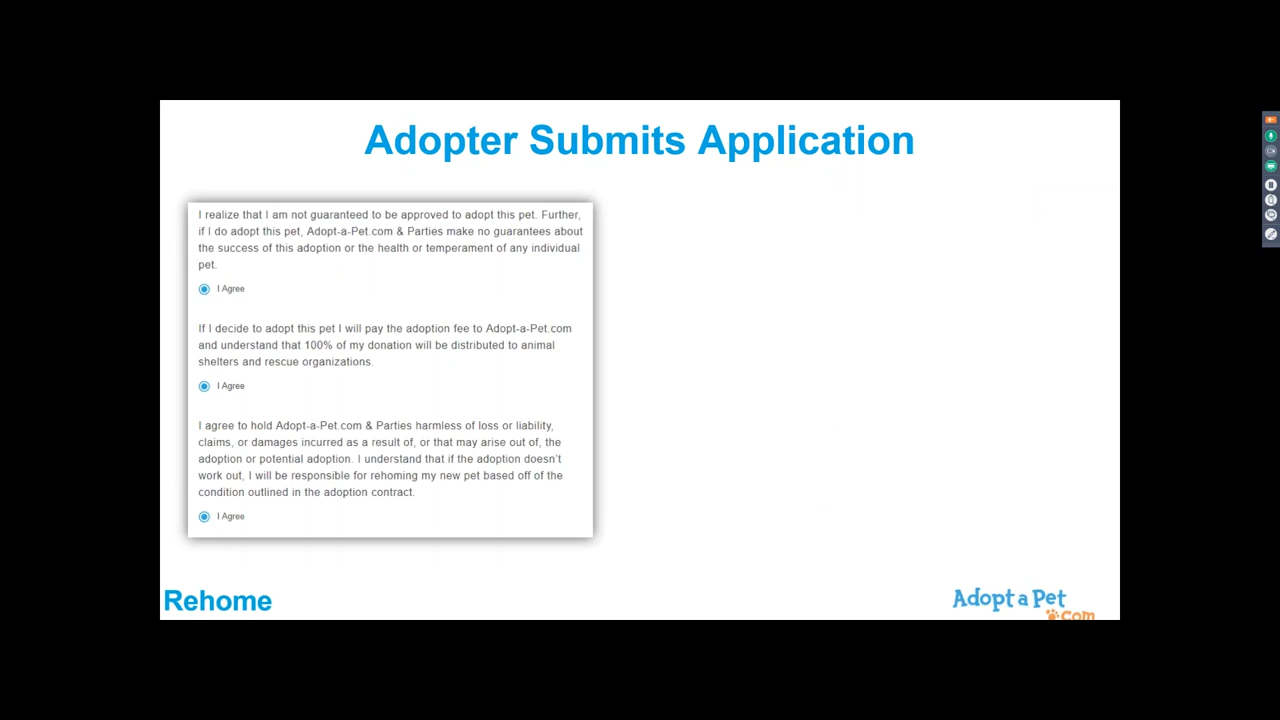 Adopter Submits Application
I realize that I am not guaranteed to be approved to adopt this pet. Further,
if I do adopt this pet, Adopt-a-Pet.com & Parties make no guarantees about
the success of this adoption or the health or temperament of any individual
pet.
I Agree
If I decide to adopt this pet I will pay the adoption fee to Adopt-a-Pet.com
and understand that 100% of my donation will be distributed to animal
shelters and rescue organizations.
I Agree
I agree to hold Adopt-a-Pet.com & Parties harmless of loss or liability,
claims, or damages incurred as a result of, or that may arise out of, the
adoption or potential adoption. I understand that if the adoption doesn't
work out, I will be responsible for rehoming my new pet based off of the
condition outlined in the adoption contract.
I Agree
Rehome
Adopt a Pet
.com